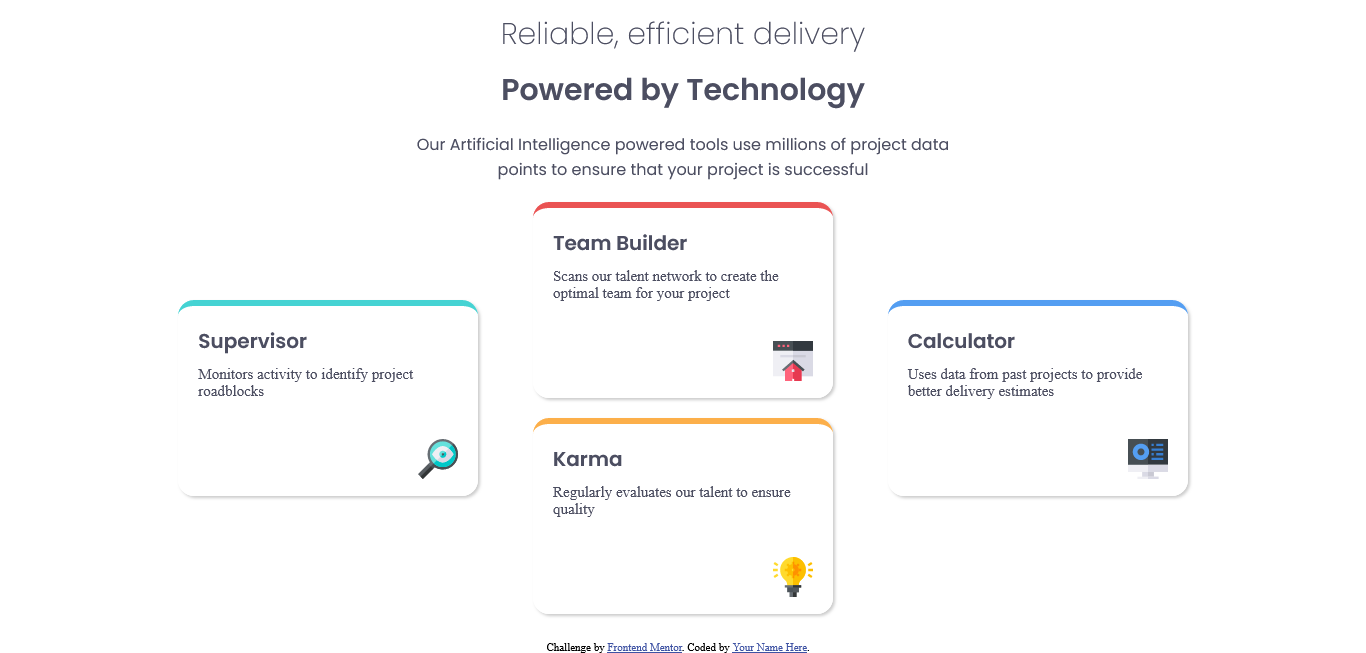 Reliable, efficient delivery
Powered by Technology
Our Artificial Intelligence powered tools use millions of project data
points to ensure that your project is successful
Supervisor
Monitors activity to identify project
roadblocks
Team Builder
Scans our talent network to create the
optimal team for your project
Karma
Regularly evaluates our talent to ensure
quality
Calculator
Uses data from past projects to provide
better delivery estimates
Challenge by Frontend Mentor. Coded by Your Name Here.